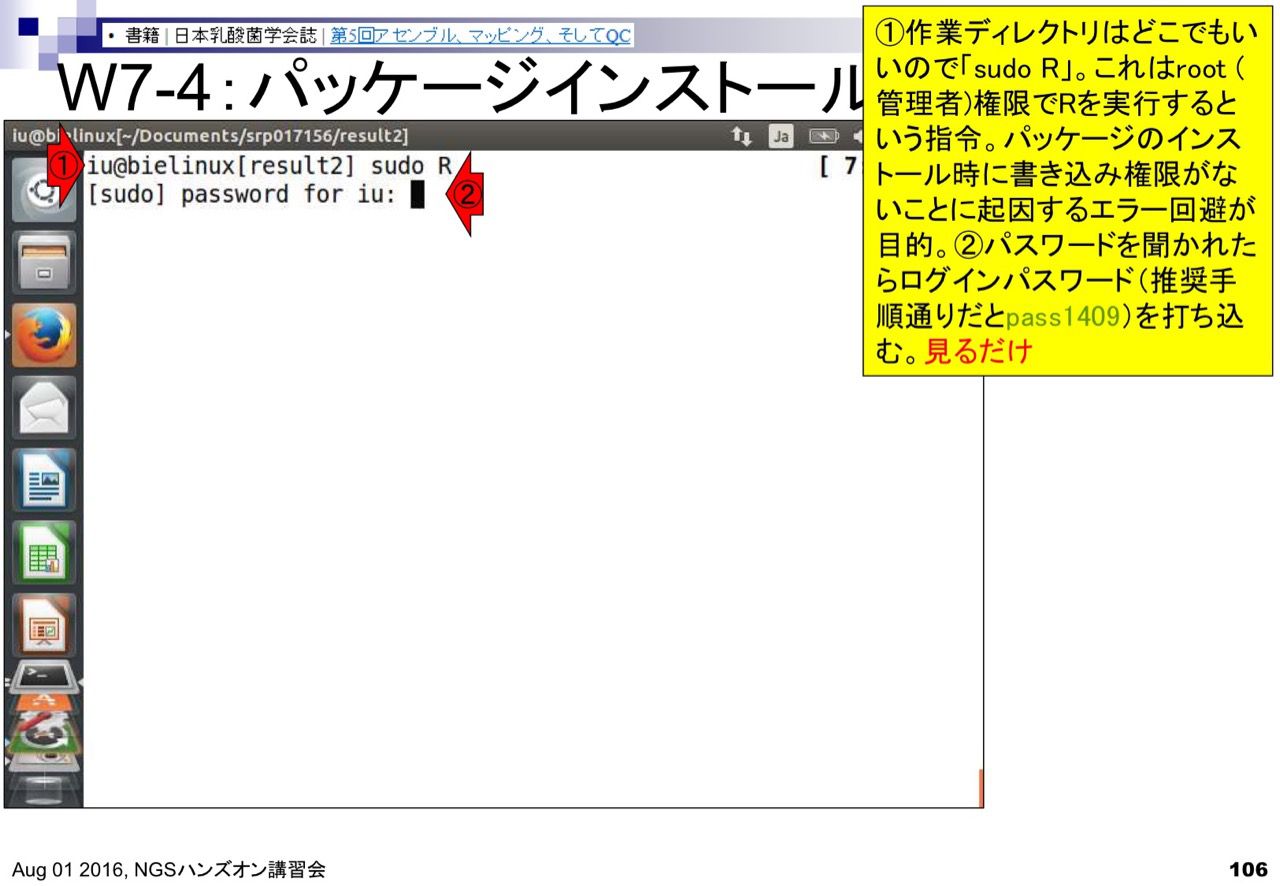 • 書籍 | 日本乳酸菌学会誌 | 第5回アセンブル、マッピング、そしてQC
W7-4：パッケージインストール
iu@bielinux[~/Documents/srp017156/result2]
Ja
iu@bielinux[result2] sudo R
[ 7:
[sudo] password for iu:
①
②
①作業ディレクトリはどこでもい
いので「sudo R」。これはroot（
管理者)権限でRを実行すると
いう指令。パッケージのインス
トール時に書き込み権限がな
いことに起因するエラー回避が
目的。②パスワードを聞かれた
らログインパスワード（推奨手
順通りだとpass1409）を打ち込
む。見るだけ
Aug 01 2016, NGSハンズオン講習会
106